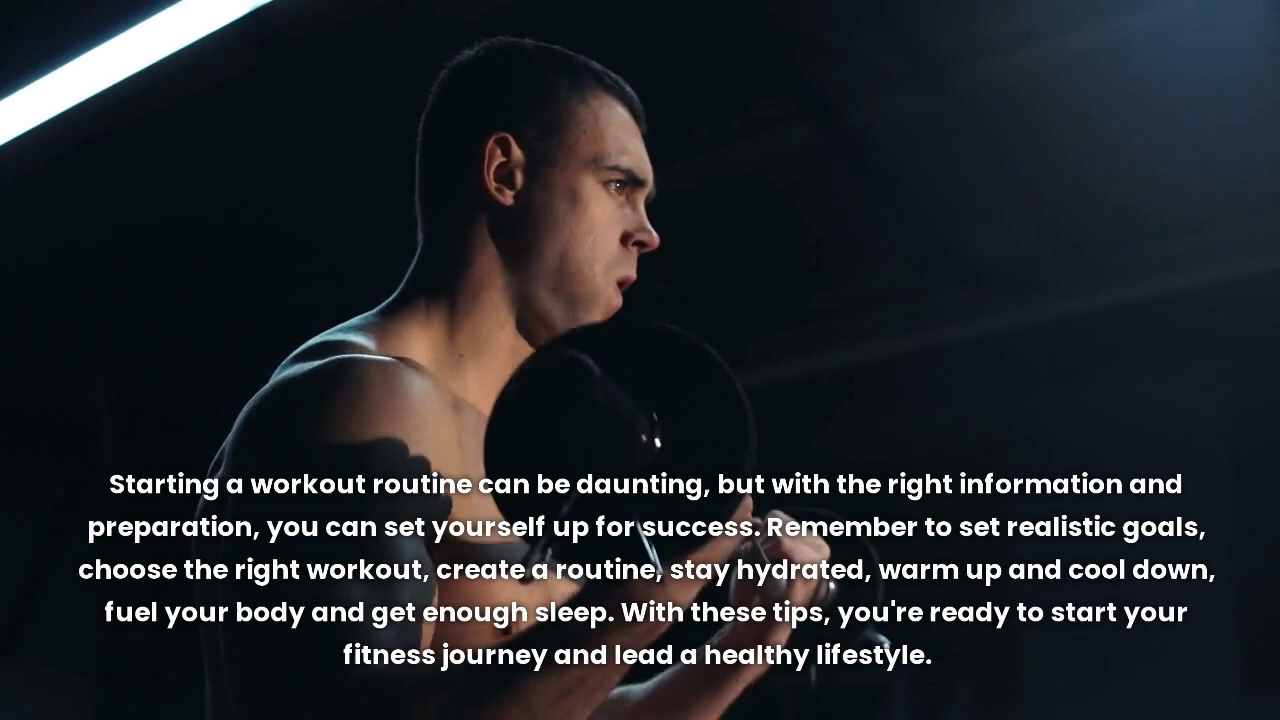 Starting a workout routine can be daunting, but with the right information and
preparation, you can set yourself up for success. Remember to set realistic goals,
choose the right workout, create a routine, stay hydrated, warm up and cool down,
fuel your body and get enough sleep. With these tips, you're ready to start your
fitness journey and lead a healthy lifestyle.